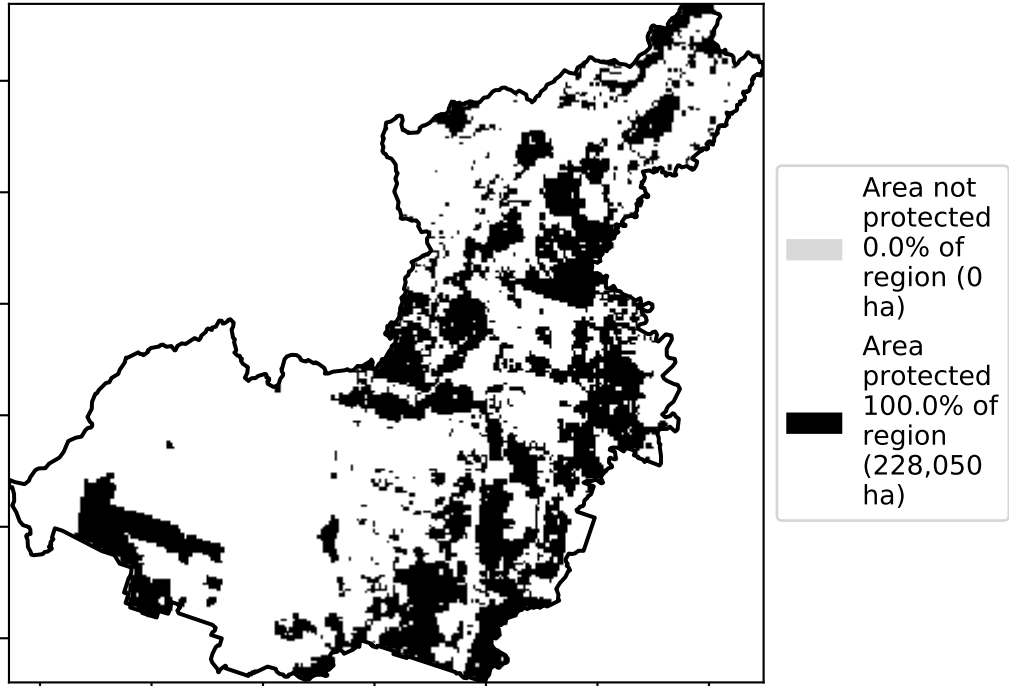 Area not
protected
0.0% of
region (0
ha)
Area
protected
100.0% of
region
(228,050
ha)